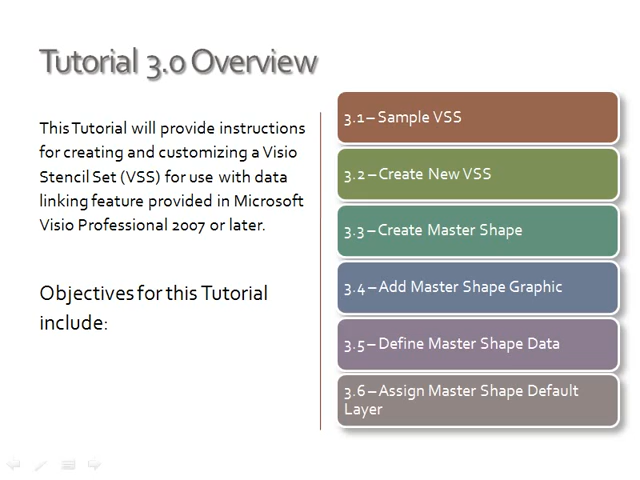 Tutorial 3.0 Overview
This Tutorial will provide instructions
for creating and customizing a Visio
Stencil Set (VSS) for use with data
linking feature provided in Microsoft
Visio Professional 2007 or later.
Objectives for this Tutorial
include:
3.1 – Sample VSS
3.2 – Create New VSS
3.3 – Create Master Shape
3.4 – Add Master Shape Graphic
3.5 – Define Master Shape Data
3.6 – Assign Master Shape Default
Layer